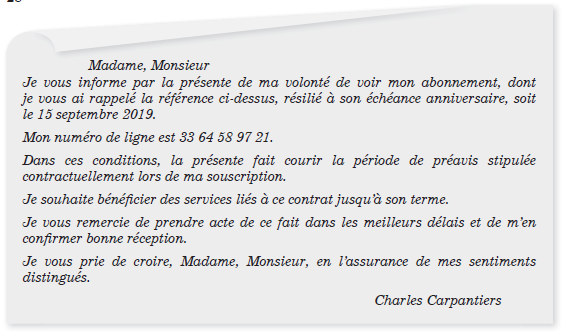 Madame, Monsieur
Je vous informe par la présente de ma volonté de voir mon abonnement, dont
je vous ai rappelé la référence ci-dessus, résilié à son échéance anniversaire, soit
le 15 septembre 2019.
Mon numéro de ligne est 33 64 58 97 21.
Dans ces conditions, la présente fait courir la période de préavis stipulée
contractuellement lors de ma souscription.
Je souhaite bénéficier des services liés à ce contrat jusqu'à son terme.
Je vous remercie de prendre acte de ce fait dans les meilleurs délais et de m'en
confirmer bonne réception.
Je vous prie de croire, Madame, Monsieur, en l'assurance de mes sentiments
distingués.
Charles Carpantiers